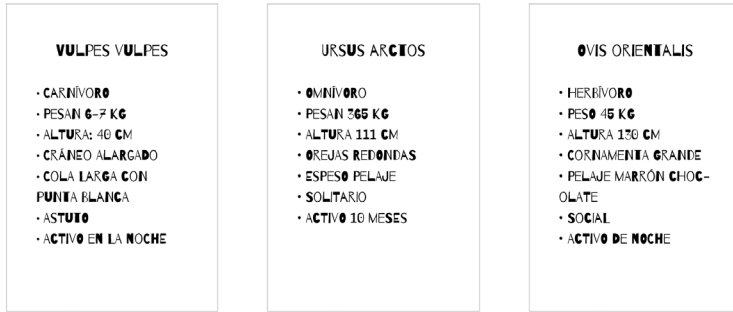 VULPES VULPES
• CARNÍVORO
• PESAN 6-7 KG
• ALTURA: 40 CM
• CRÁNEO ALARGADO
• COLA LARGA CON
PUNTA BLANCA
• ASTUTO
• ACTIVO EN LA NOCHE
URSUS ARCTOS
• OMNÍVORO
• PESAN 365 KG
• ALTURA 111 CM
• OREJAS REDONDAS
• ESPESO PELAJE
• SOLITARIO
• ACTIVO 10 MESES
OVIS ORIENTALIS
• HERBÍVORO
• PESO 45 KG
• ALTURA 130 CM
• CORNAMENTA GRANDE
• PELAJE MARRÓN CHOC-
OLATE
• SOCIAL
• ACTIVO DE NOCHE